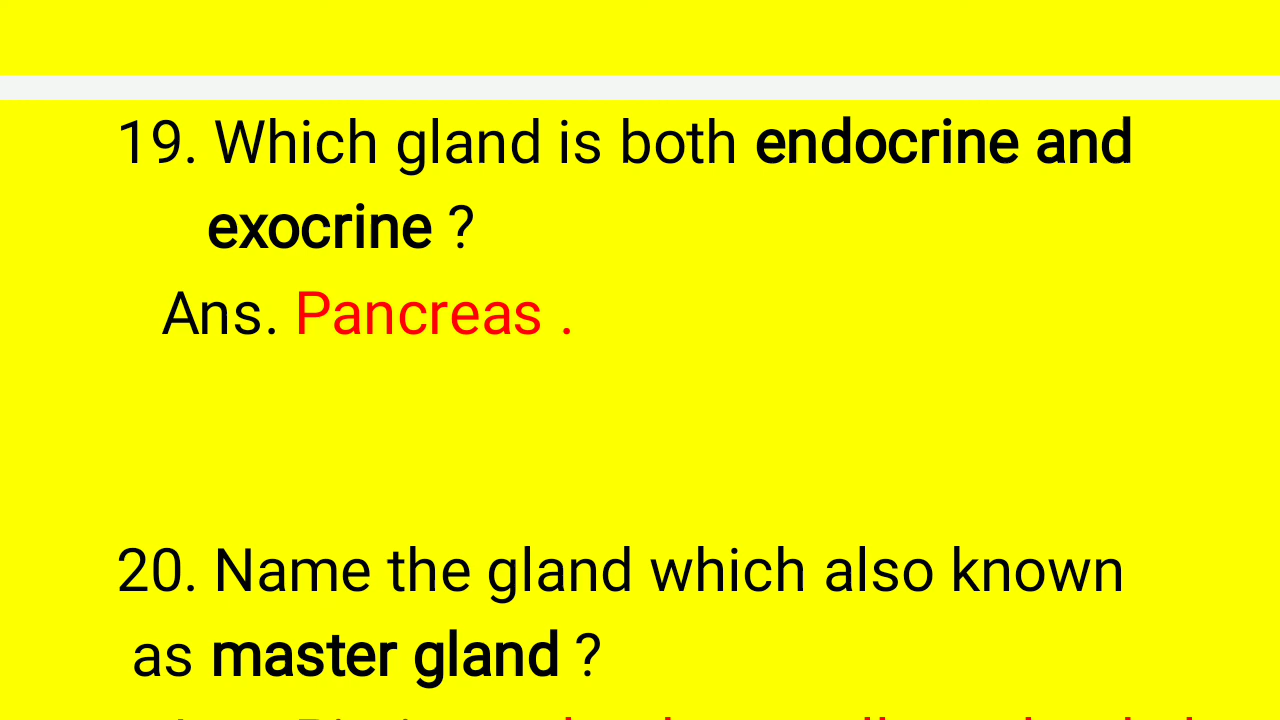 19. Which gland is both endocrine and
exocrine ?
Ans. Pancreas .
20. Name the gland which also known
as master gland ?